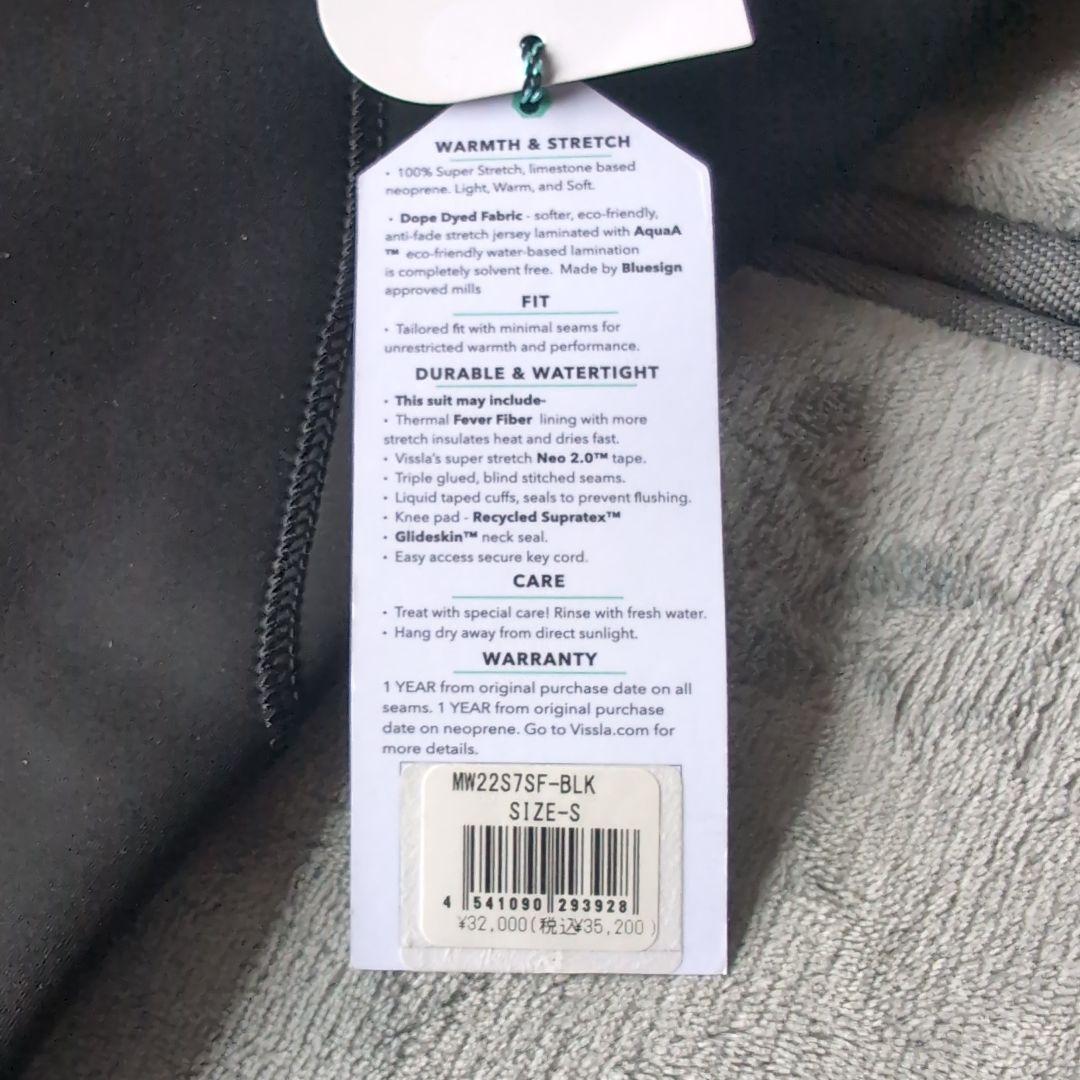 WARMTH & STRETCH
• 100% Super Stretch, limestone based
neoprene. Light, Warm, and Soft.
• Dope Dyed Fabric - softer, eco-friendly,
anti-fade stretch jersey laminated with AquaA
™ eco-friendly water-based lamination
is completely solvent free. Made by Bluesign
approved mills
FIT
• Tailored fit with minimal seams for
unrestricted warmth and performance.
DURABLE & WATERTIGHT
• This suit may include-
• Thermal Fever Fiber lining with more
stretch insulates heat and dries fast.
• Vissla's super stretch Neo 2.0™ tape.
• Triple glued, blind stitched seams.
• Liquid taped cuffs, seals to prevent flushing.
• Knee pad - Recycled Supratex™
• Glideskin™ neck seal.
• Easy access secure key cord.
CARE
• Treat with special care! Rinse with fresh water.
• Hang dry away from direct sunlight.
WARRANTY
1 YEAR from original purchase date on all
seams. 1 YEAR from original purchase
date on neoprene. Go to Vissla.com for
more details.
MW22S7SF-BLK
SIZE-S
4 541090 293928
¥32,000(税込¥35,200)